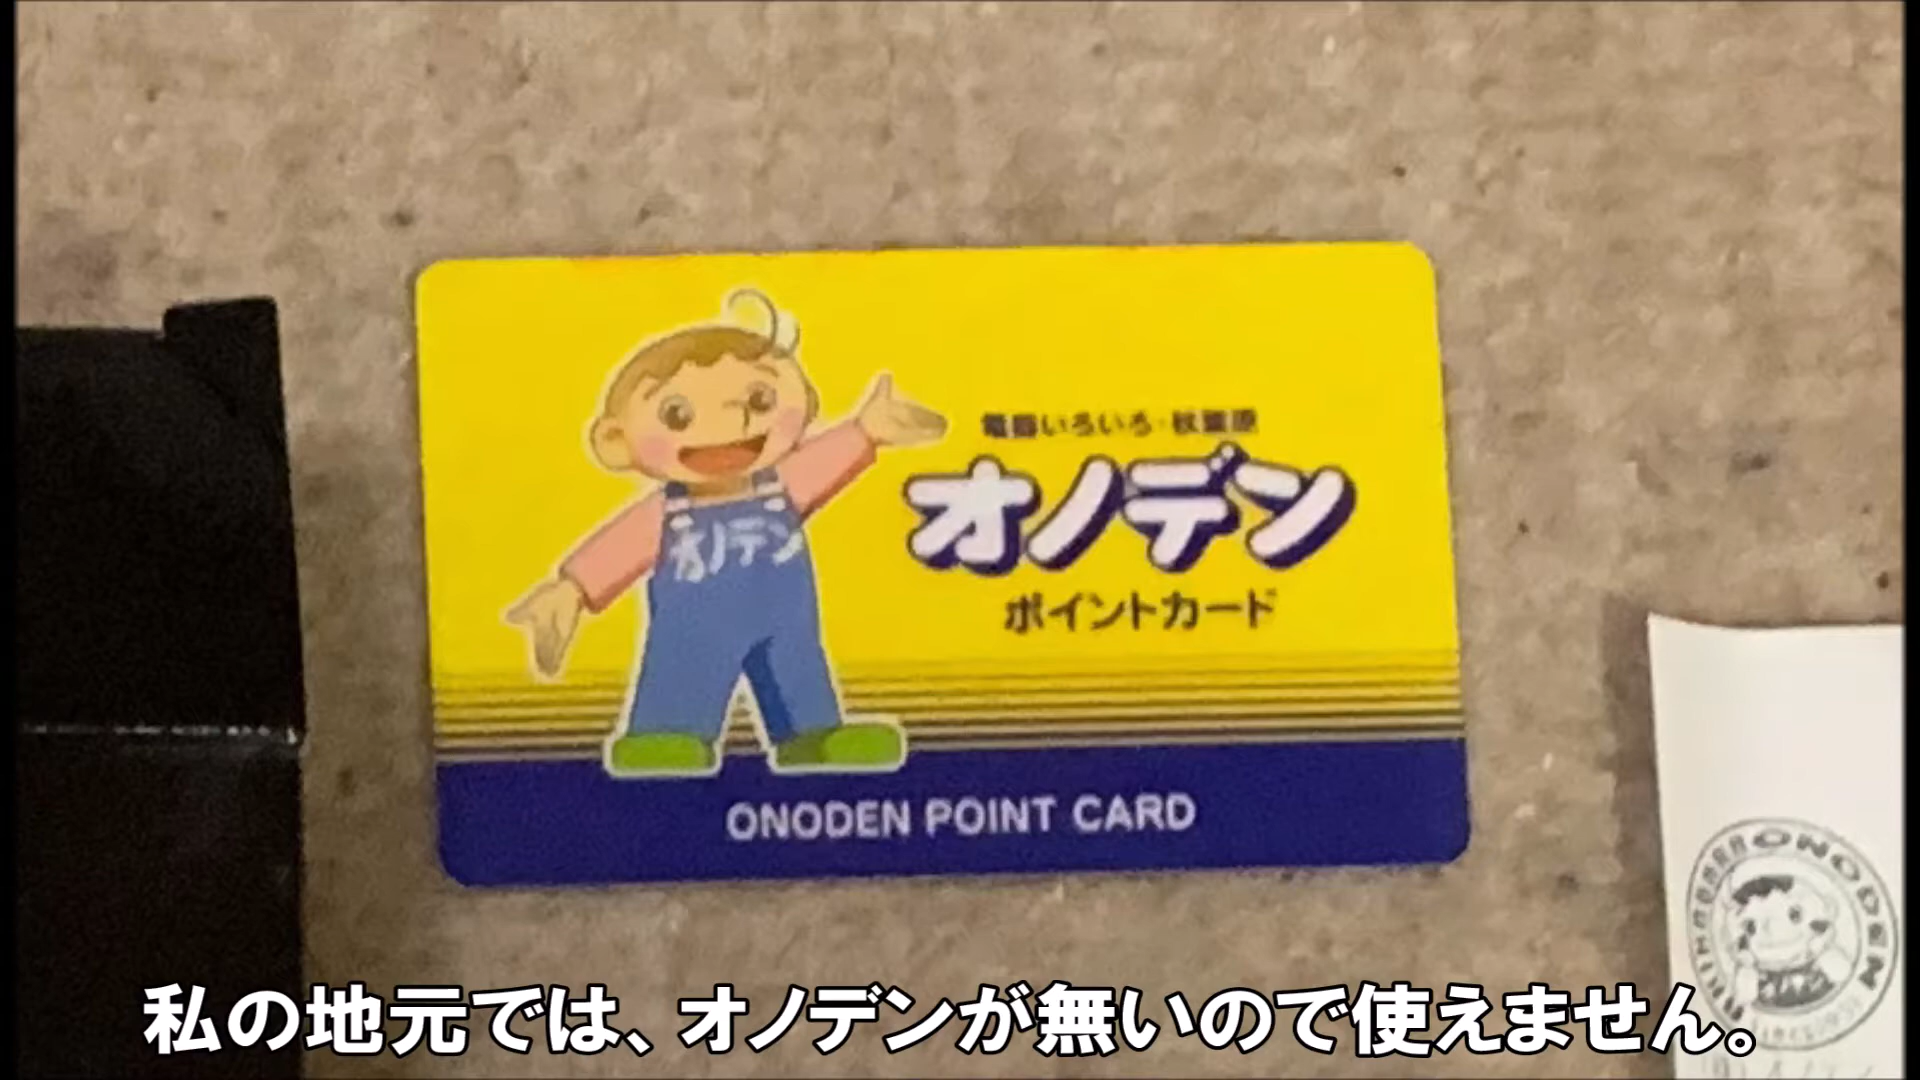 電器いろいろ・秋葉原
オノデン
オノデン
ポイントカード
ONODEN POINT CARD
ONODEN
私の地元では、オノデンが無いので使えません。